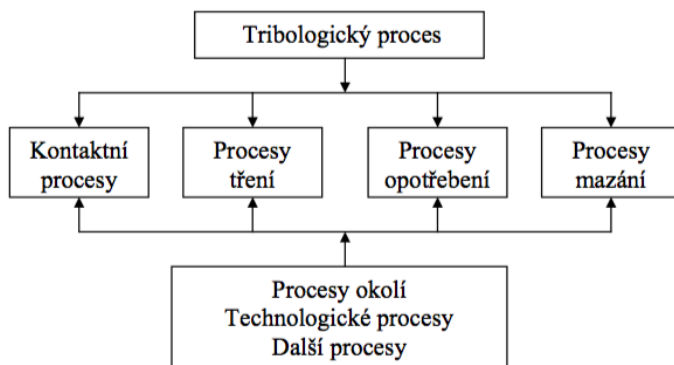 Tribologický proces
Kontaktní
procesy
Procesy
tření
Procesy
opotřebení
Procesy
mazání
Procesy okolí
Technologické procesy
Další procesy